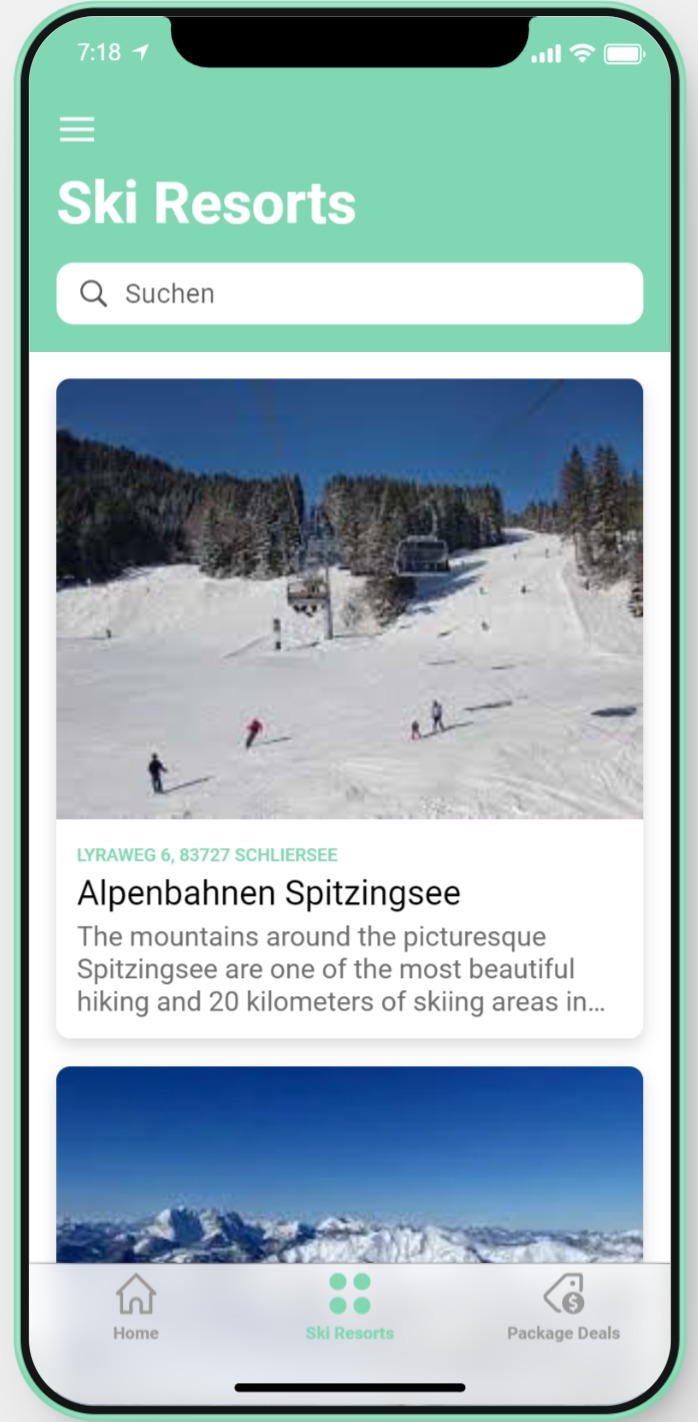 7:18
Ski Resorts
Suchen
LYRAWEG 6, 83727 SCHLIERSEE
Alpenbahnen Spitzingsee
The mountains around the picturesque
Spitzingsee are one of the most beautiful
hiking and 20 kilometers of skiing areas in...
Home
Ski Resorts
Package Deals